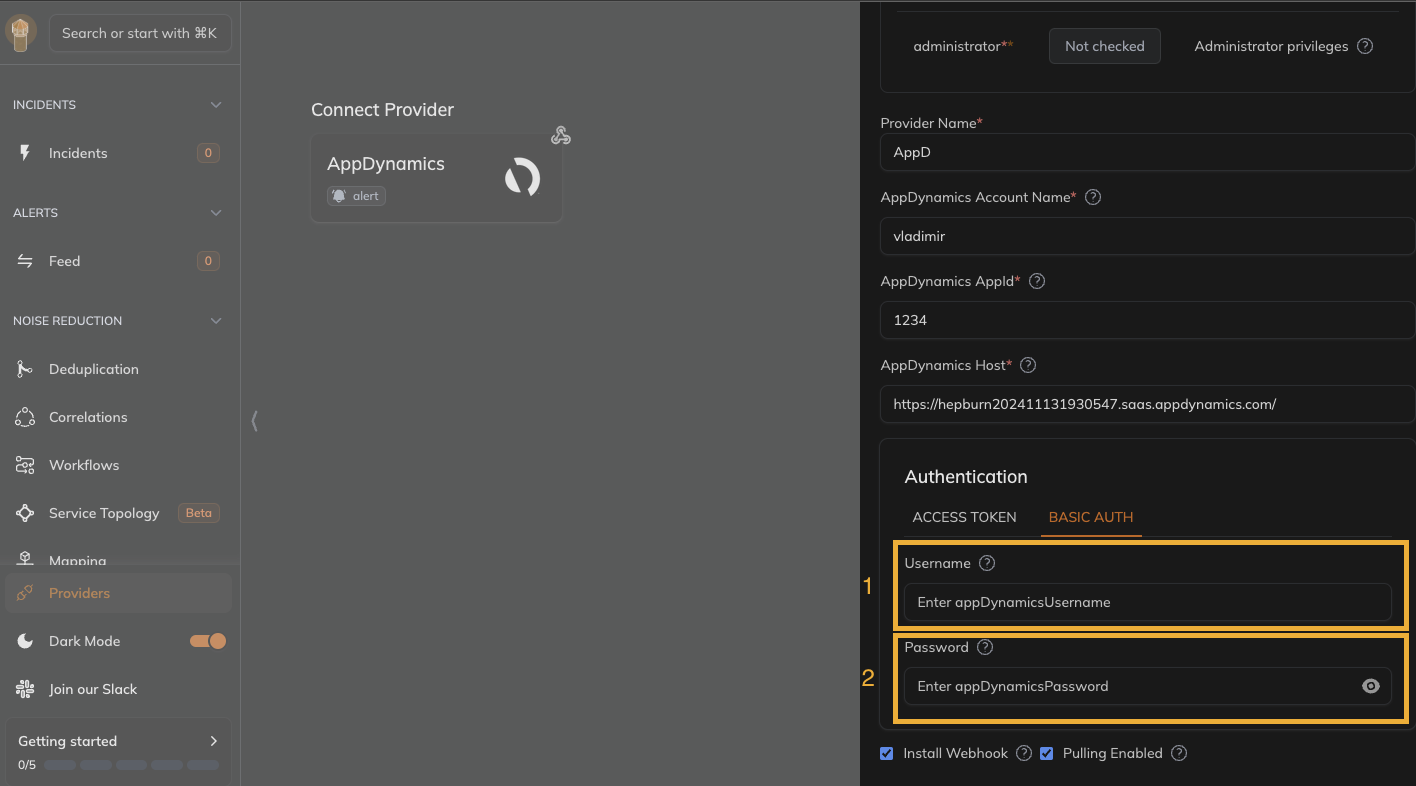 Search or start with ⌘K
INCIDENTS
Incidents 0
ALERTS
Feed 0
NOISE REDUCTION
Deduplication
Correlations
Workflows
Service Topology Beta
Mapping
Providers
Dark Mode
Join our Slack
Getting started
0/5
Connect Provider
AppDynamics
alert
administrator** Not checked Administrator privileges ?
Provider Name*
AppD
AppDynamics Account Name* ?
vladimir
AppDynamics AppId* ?
1234
AppDynamics Host* ?
https://hepburn202411131930547.saas.appdynamics.com/
Authentication
ACCESS TOKEN BASIC AUTH
1
Username ?
Enter appDynamicsUsername
2
Password ?
Enter appDynamicsPassword
Install Webhook ? Pulling Enabled ?